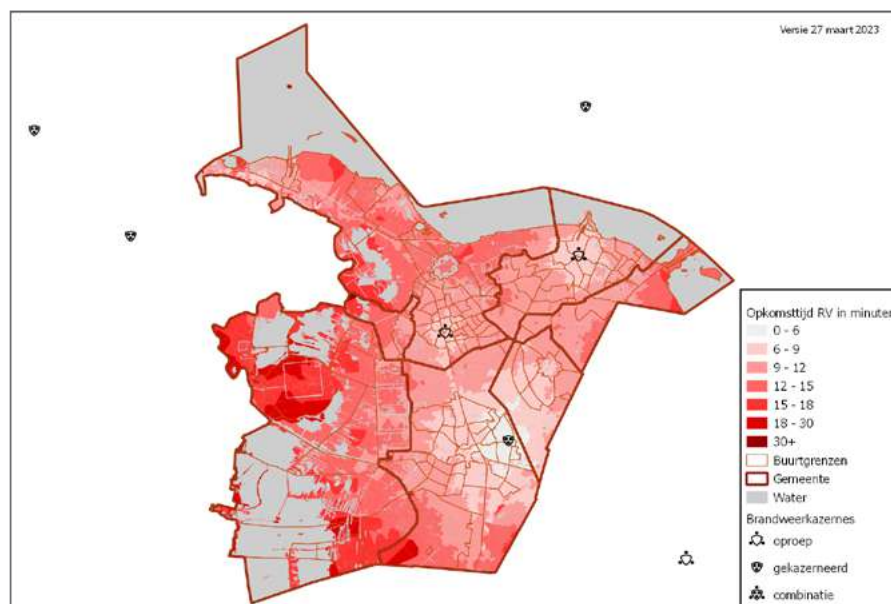 Versie 27 maart 2023
Opkomsttijd RV in minuten
0 - 6
6 - 9
9 - 12
12 - 15
15 - 18
18 - 30
30+
Buurtgrenzen
Gemeente
Water
Brandweerkazernes
oproep
gekazerneerd
combinatie